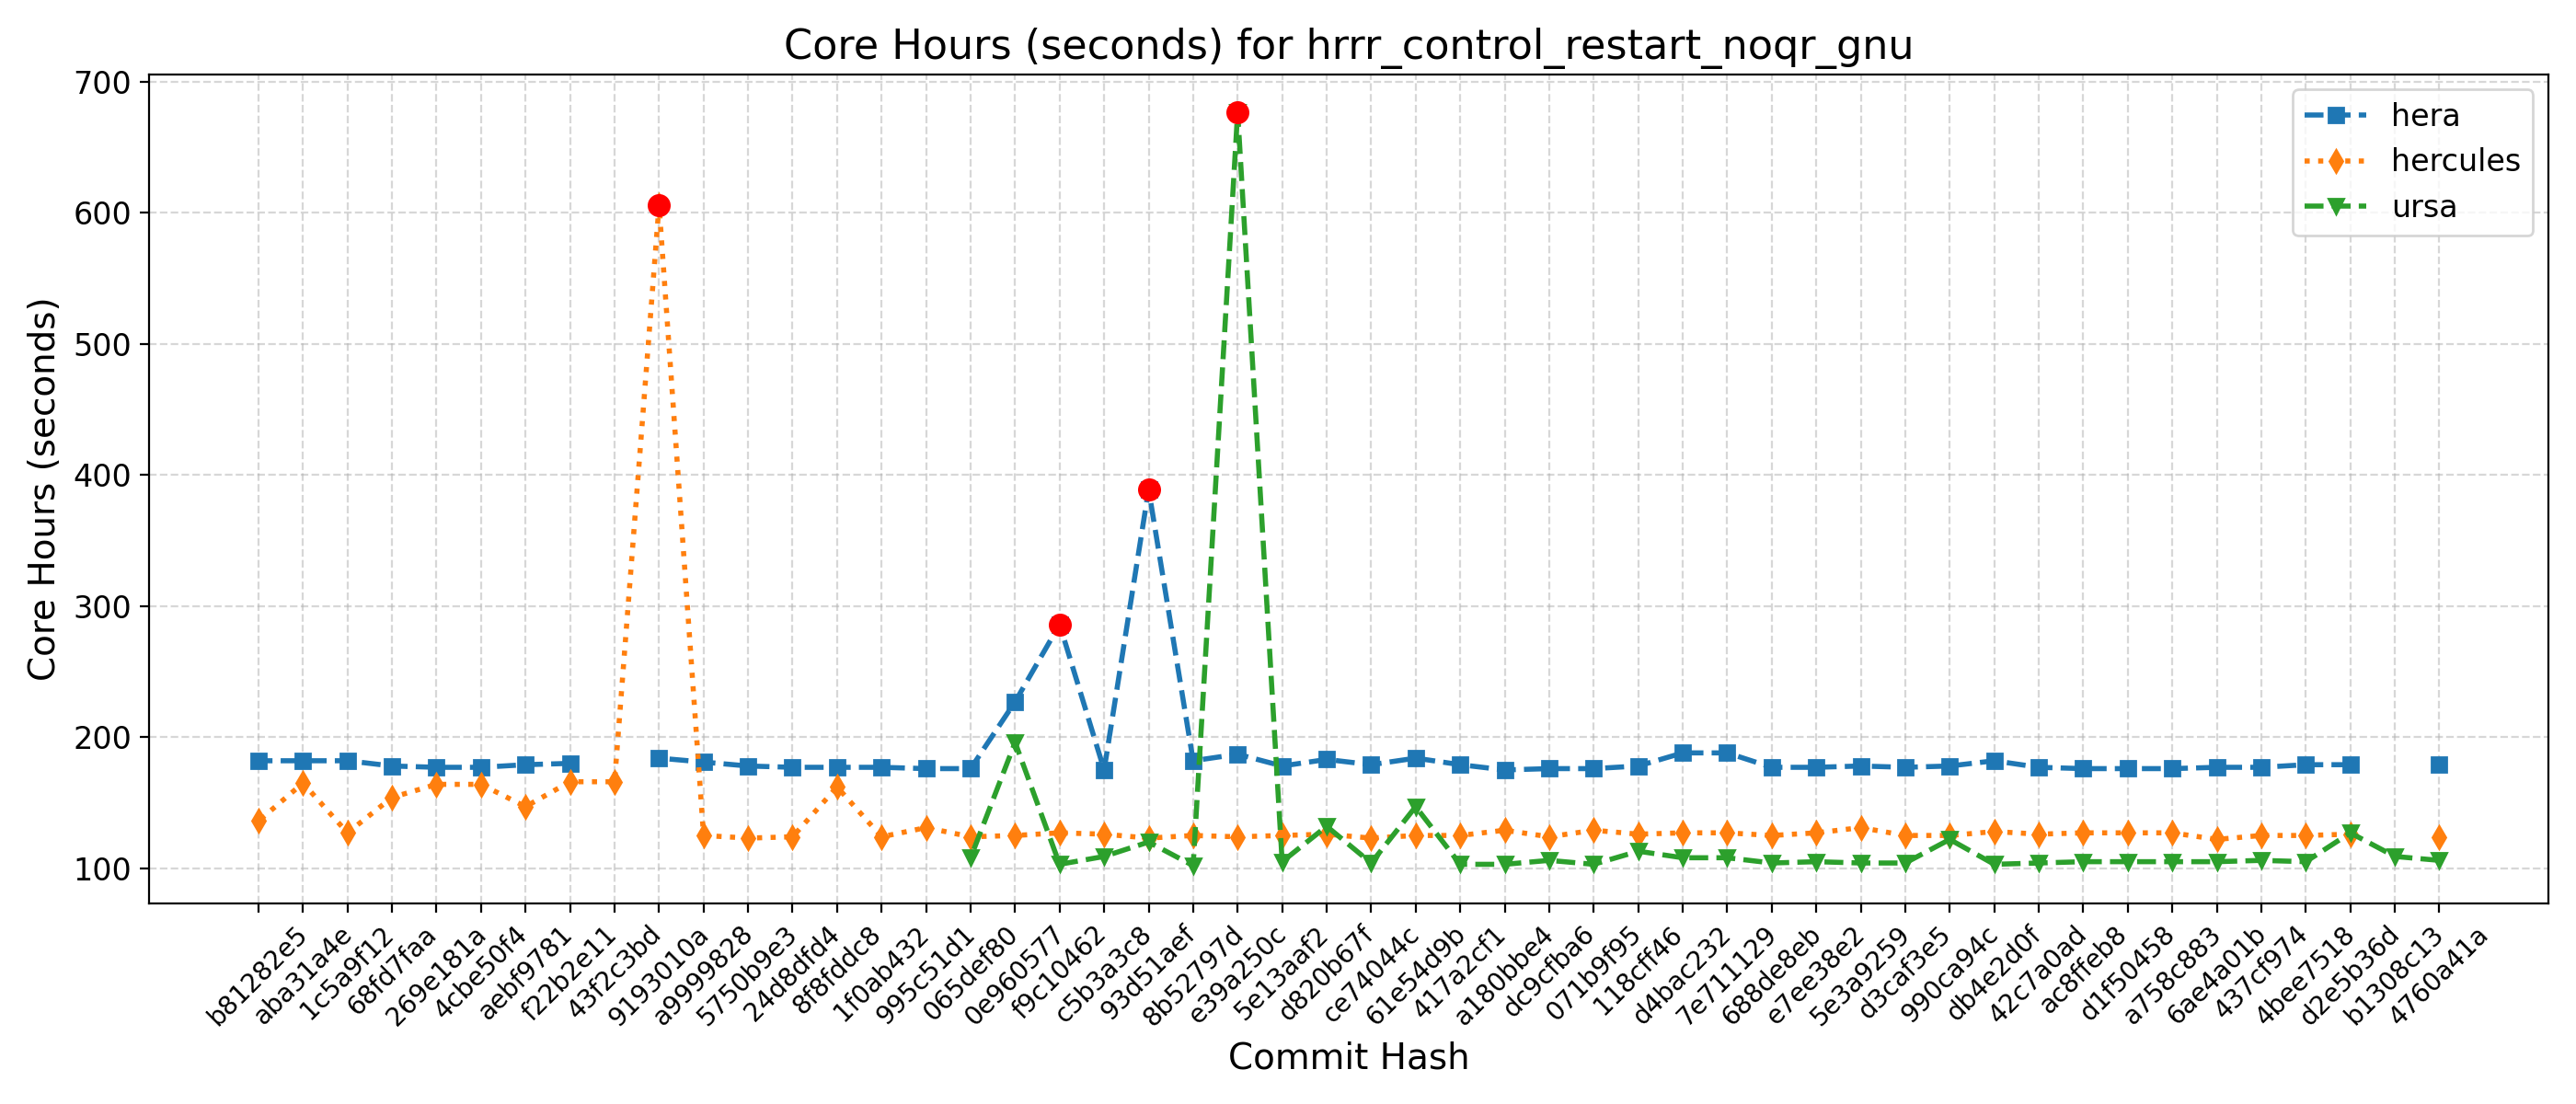 Core Hours (seconds) for hrrr_control_restart_noqr_gnu
Core Hours (seconds)
700
600
500
400
300
200
100
hera
hercules
ursa
b81282e5
aba31a4e
1c5a9f12
68fd7faa
269e181a
4cbe50f4
aebf9781
f22b2e11
43f2c3bd
9193010a
a9999828
5750b9e3
24d8dfd4
8f8fddc8
1f0ab432
995c51d1
065def80
0e960577
f9c10462
c5b3a3c8
93d51aef
8b52797d
e39a250c
5e13aaf2
d820b67f
ce74044c
61e54d9b
417a2cf1
a180bbe4
dc9cfba6
071b9f95
118cff46
d4bac232
7e711129
688de8eb
e7ee38e2
5e3a9259
d3caf3e5
990ca94c
db4e2d0f
42c7a0ad
ac8ffeb8
d1f50458
a758c883
6ae4a01b
437cf974
4bee7518
d2e5b36d
b1308c13
4760a41a
Commit Hash